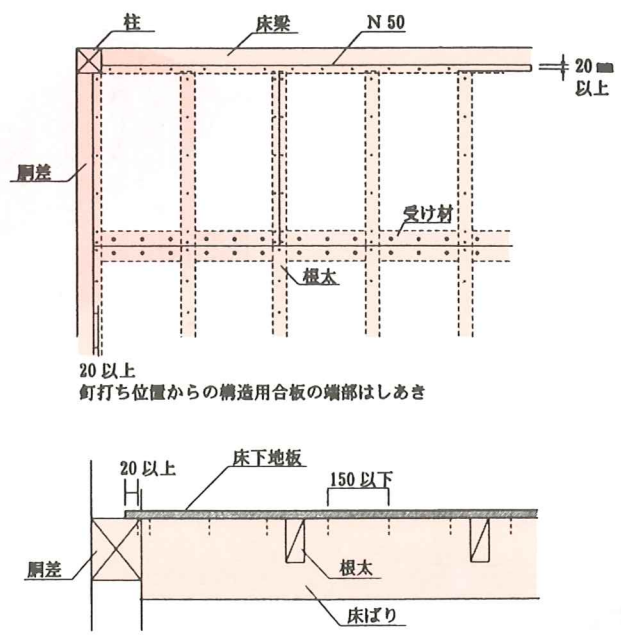 柱
床梁
N 50
20 ㎜
以上
胴差
受け材
根太
20 以上
釘打ち位置からの構造用合板の端部はしあき
20 以上
床下地板
150 以下
胴差
根太
床ばり